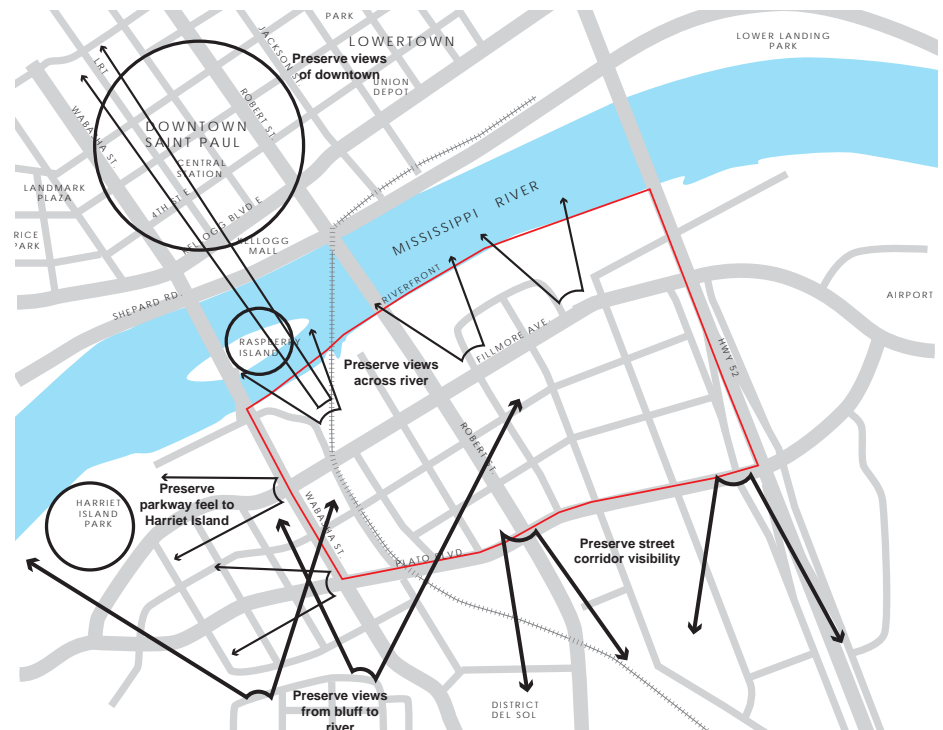 PARK
LOWERTOWN
JACKSON ST.
Preserve views
of downtown
UNION
DEPOT
LOWER LANDING
PARK
LRT
WABASHA ST.
ROBERT ST.
DOWNTOWN
SAINT PAUL
CENTRAL
STATION
LANDMARK
PLAZA
4TH ST E
KELLOGG BLVD E
RICE
PARK
KELLOGG
MALL
MISSISSIPPI RIVER
RIVERFRONT
SHEPARD RD.
AIRPORT
RASPBERRY
ISLAND
FILLMORE AVE.
HWY 52
Preserve views
across river
ROBERT ST.
HARRIET
ISLAND
PARK
Preserve
parkway feel to
Harriet Island
WABASHA ST.
PLATO BLVD.
Preserve street
corridor visibility
Preserve views
from bluff to
river
DISTRICT
DEL SOL